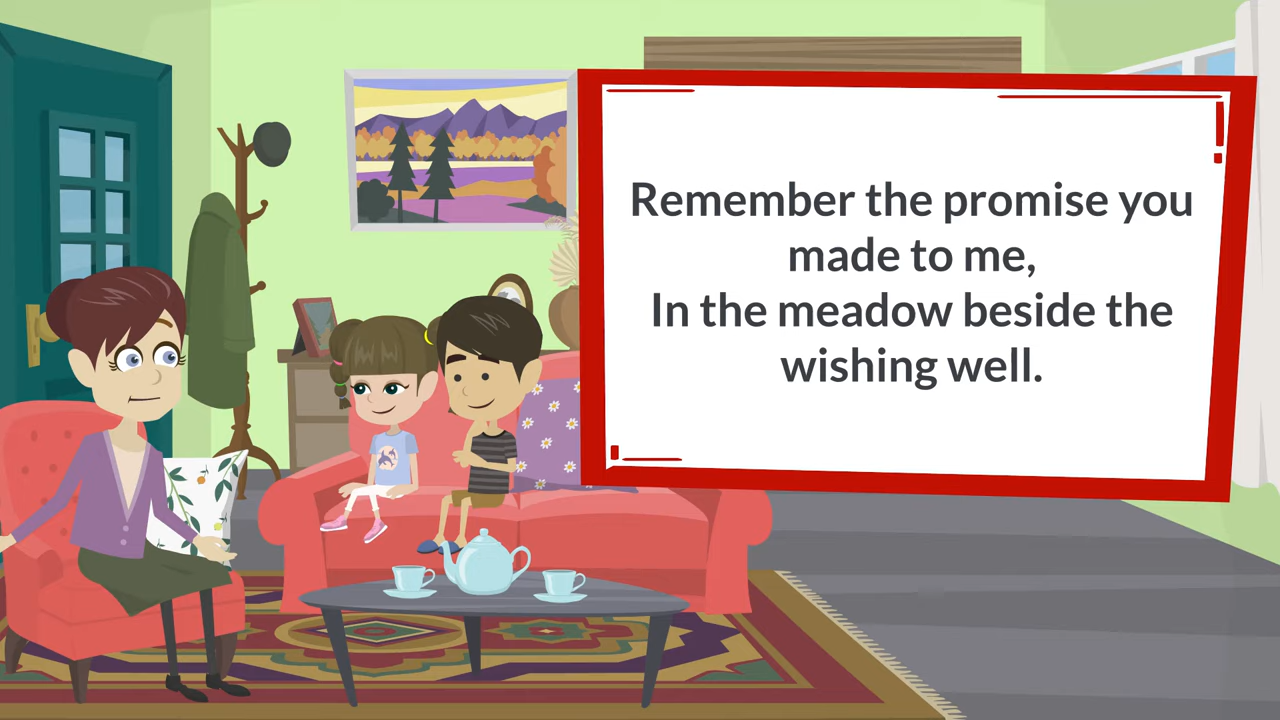 Remember the promise you
made to me,
In the meadow beside the
wishing well.